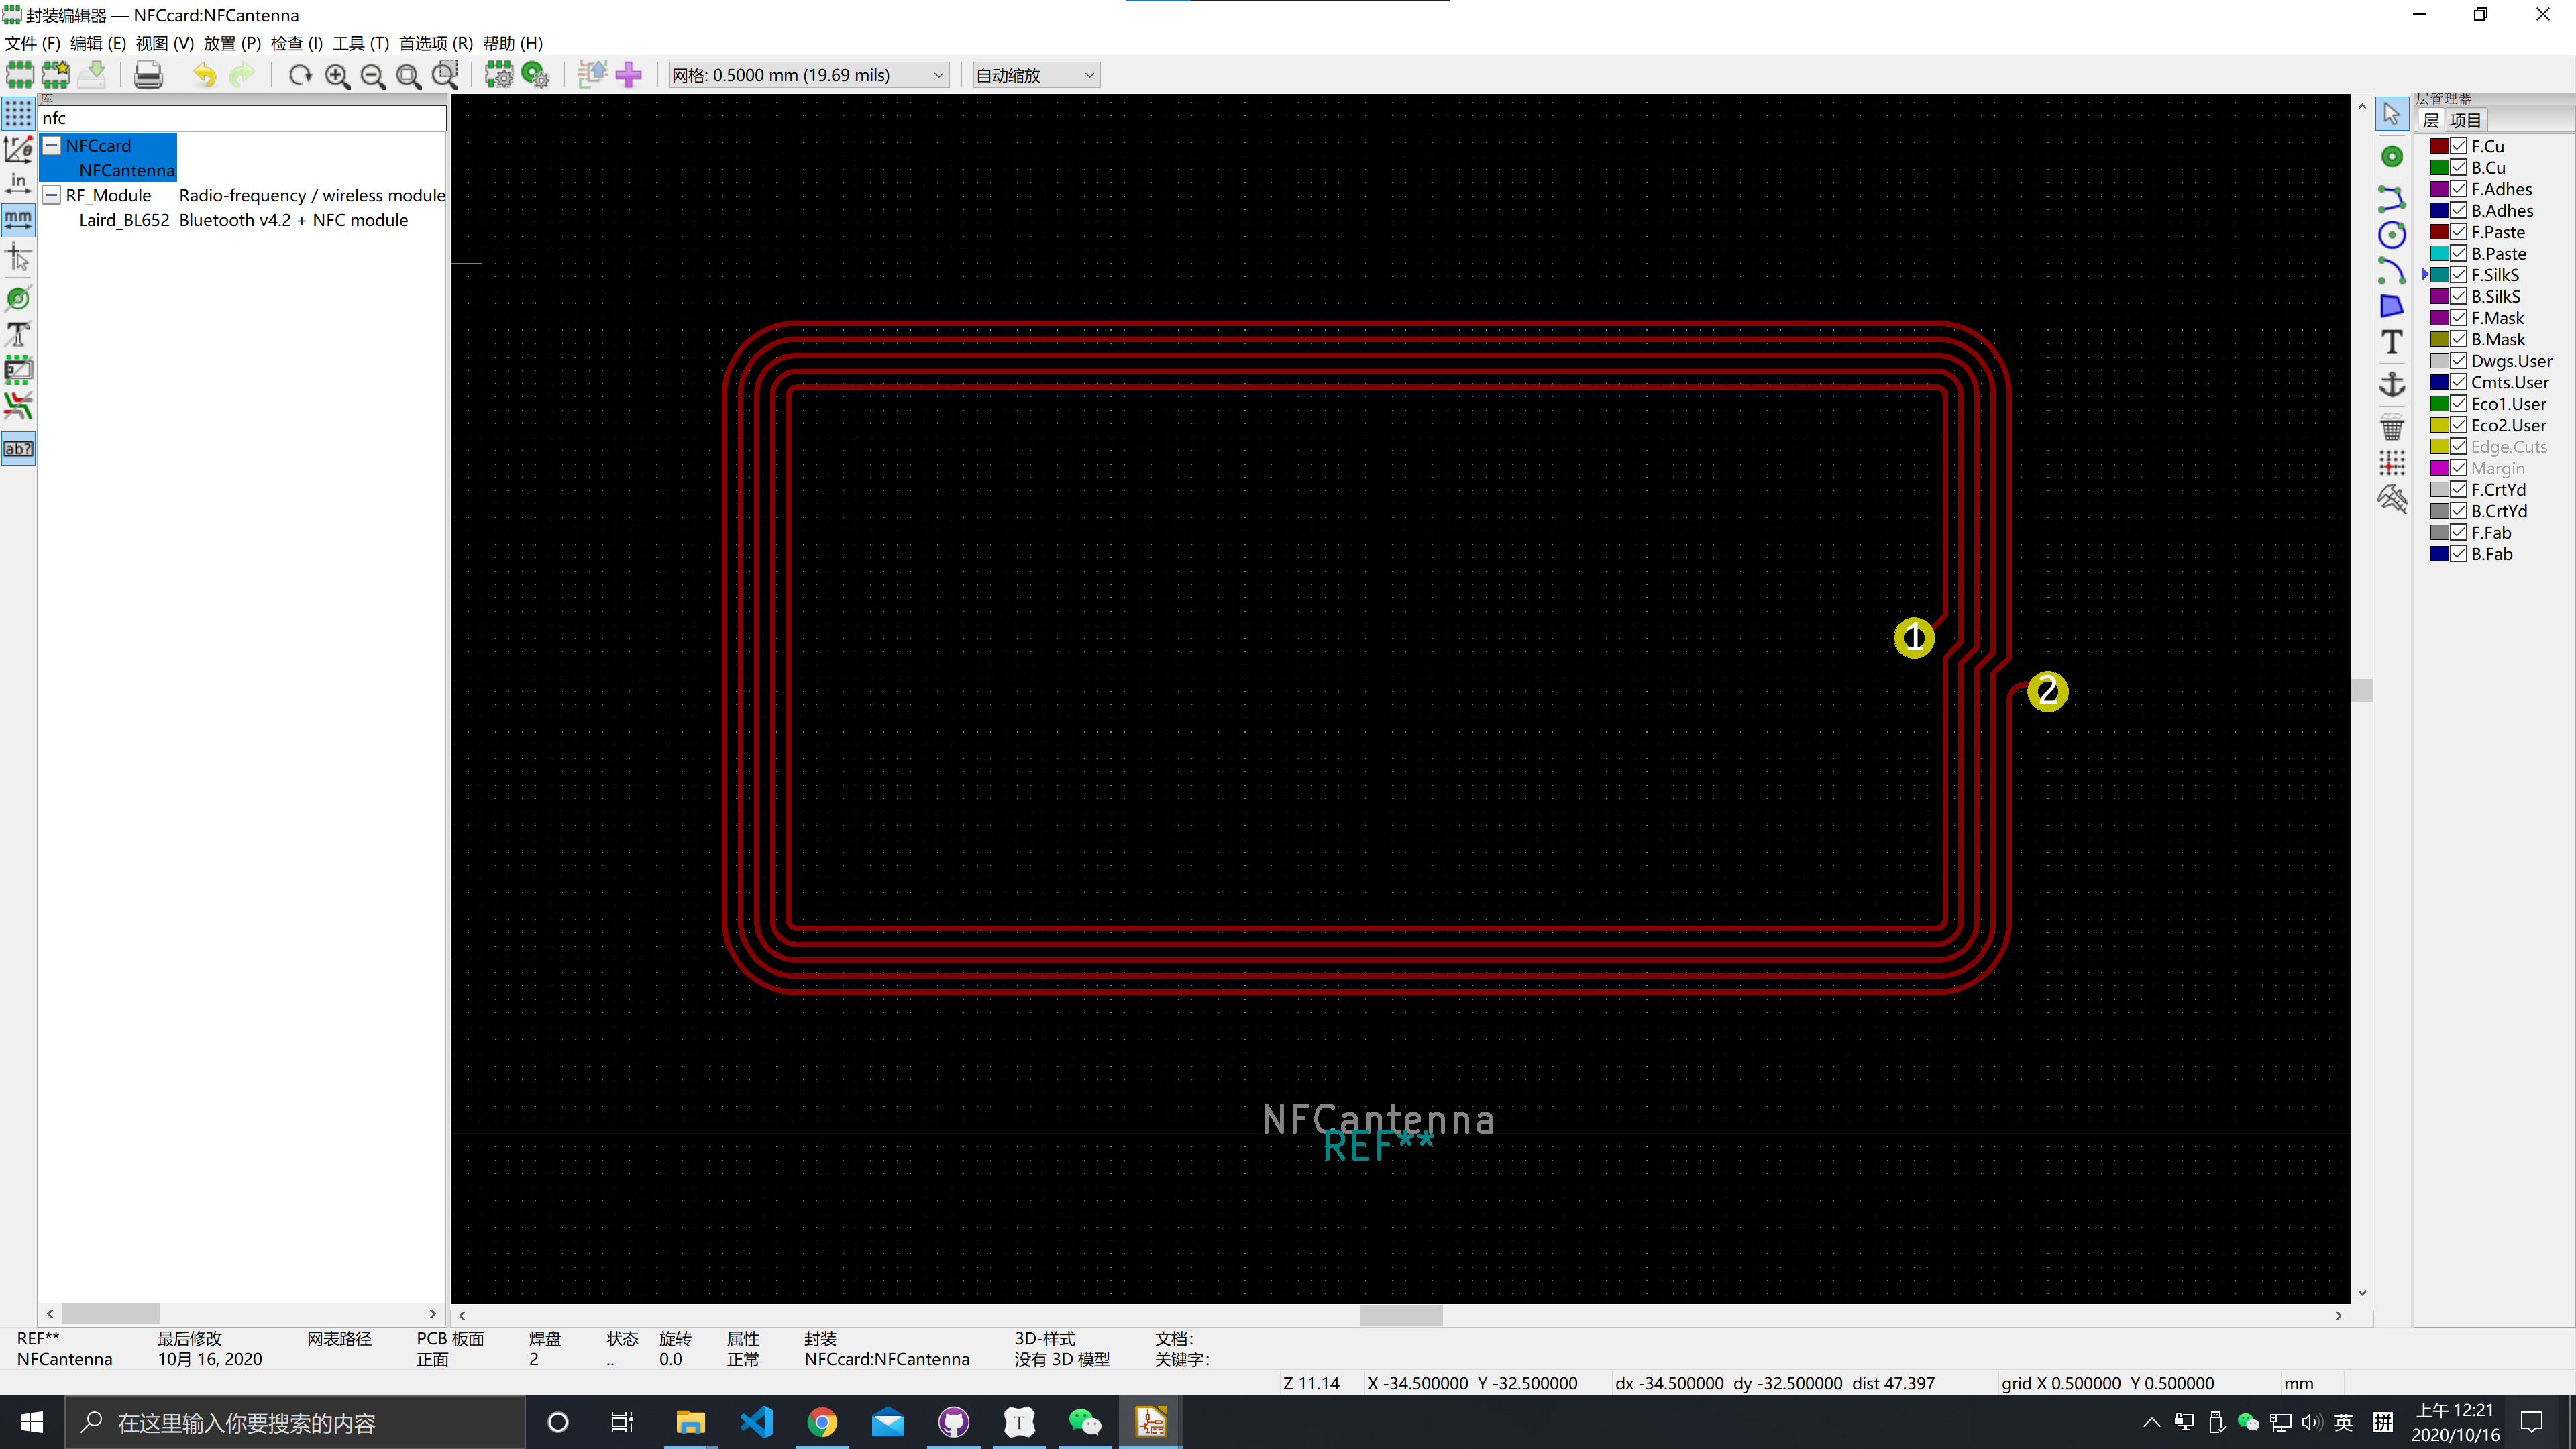 封装编辑器 — NFCcard:NFCantenna
文件 (F) 编辑 (E) 视图 (V) 放置 (P) 检查 (I) 工具 (T) 首选项 (R) 帮助 (H)
网格: 0.5000 mm (19.69 mils) 自动缩放
库
nfc
NFCcard
NFCantenna
RF_Module Radio-frequency / wireless module
Laird_BL652 Bluetooth v4.2 + NFC module
in
mm
ab?
1
2
NFCantenna
REF**
T
层管理器
层 项目
F.Cu
B.Cu
F.Adhes
B.Adhes
F.Paste
B.Paste
F.SilkS
B.SilkS
F.Mask
B.Mask
Dwgs.User
Cmts.User
Eco1.User
Eco2.User
Edge.Cuts
Margin
F.CrtYd
B.CrtYd
F.Fab
B.Fab
REF** 最后修改 网表路径 PCB 板面 焊盘 状态 旋转 属性 封装 3D-样式 文档:
NFCantenna 10月 16, 2020 正面 2 .. 0.0 正常 NFCcard:NFCantenna 没有 3D 模型 关键字:
Z 11.14 X -34.500000 Y -32.500000 dx -34.500000 dy -32.500000 dist 47.397 grid X 0.500000 Y 0.500000 mm
在这里输入你要搜索的内容
T
英 拼
上午 12:21
2020/10/16